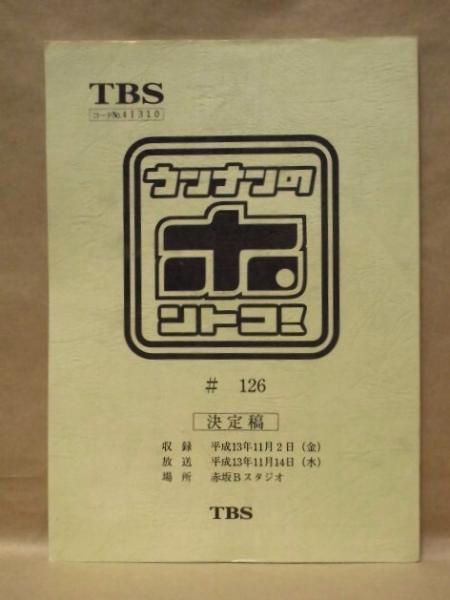 TBS
コードNo.41310
ウンナンの
ホ
ントコ!
# 126
決定稿
収録 平成13年11月2日(金)
放送 平成13年11月14日(水)
場所 赤坂Bスタジオ
TBS